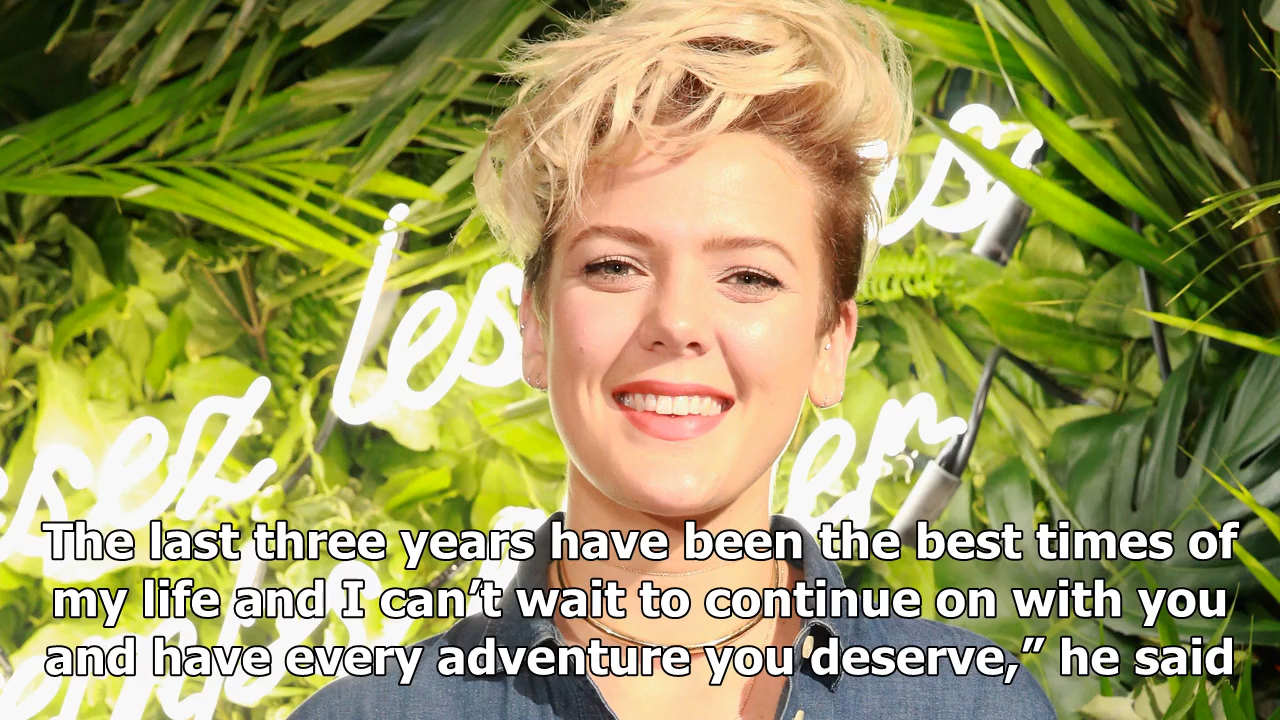 les
The last three years have been the best times of
my life and I can’t wait to continue on with you
and have every adventure you deserve,” he said